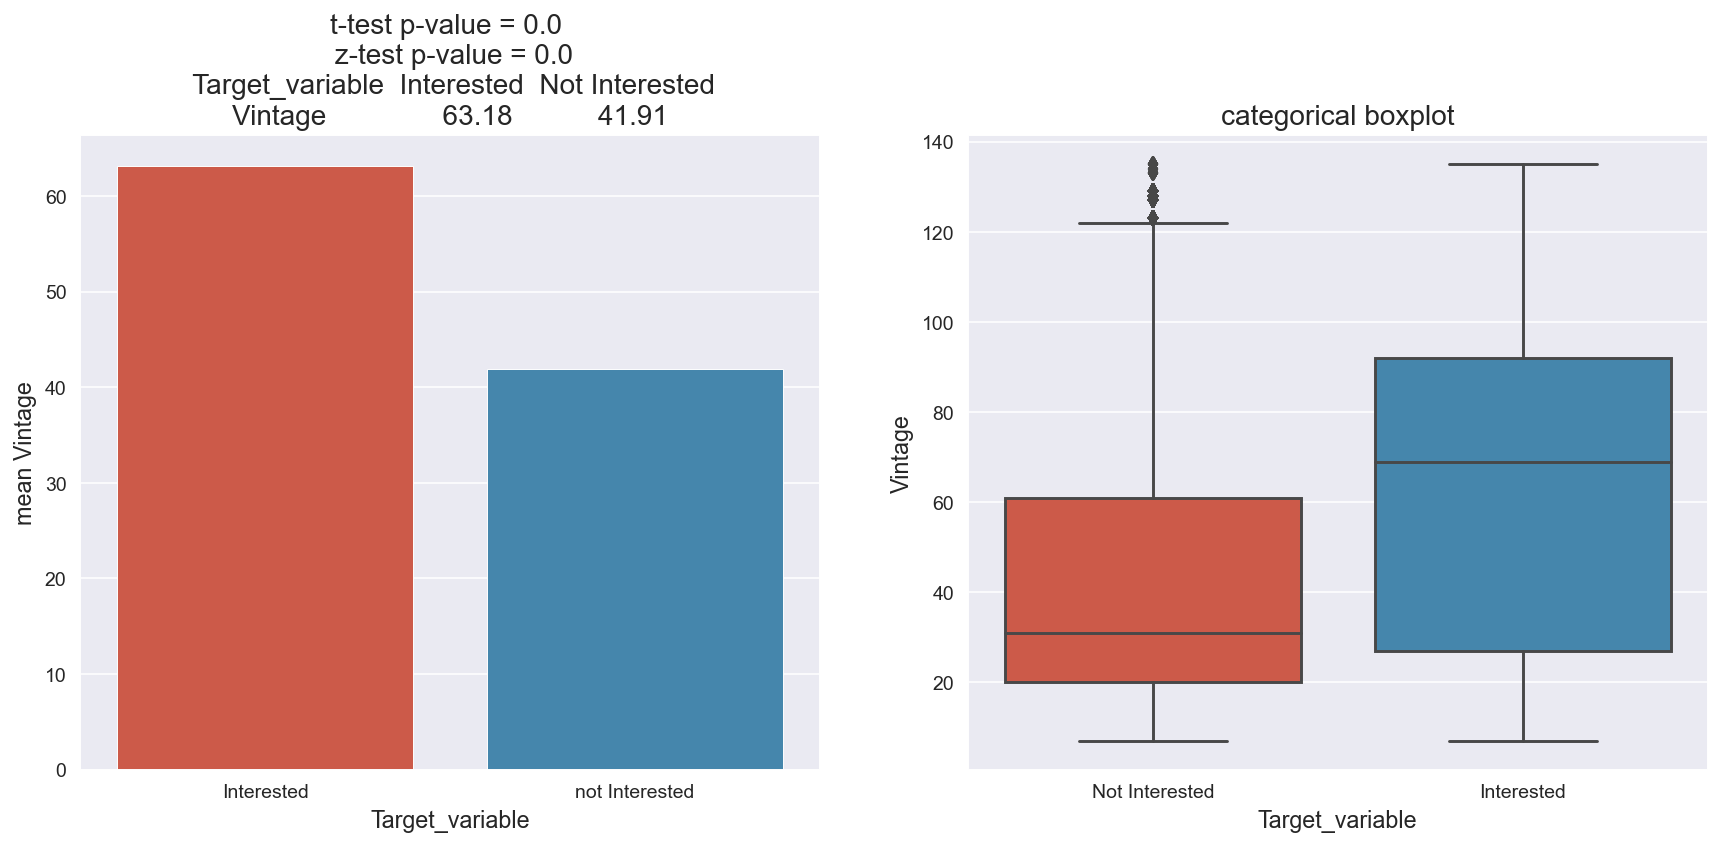 t-test p-value = 0.0
z-test p-value = 0.0
Target_variable Interested Not Interested
Vintage 63.18 41.91
mean Vintage
60
50
40
30
20
10
0
Interested not Interested
Target_variable
categorical boxplot
Vintage
140
120
100
80
60
40
20
Not Interested Interested
Target_variable